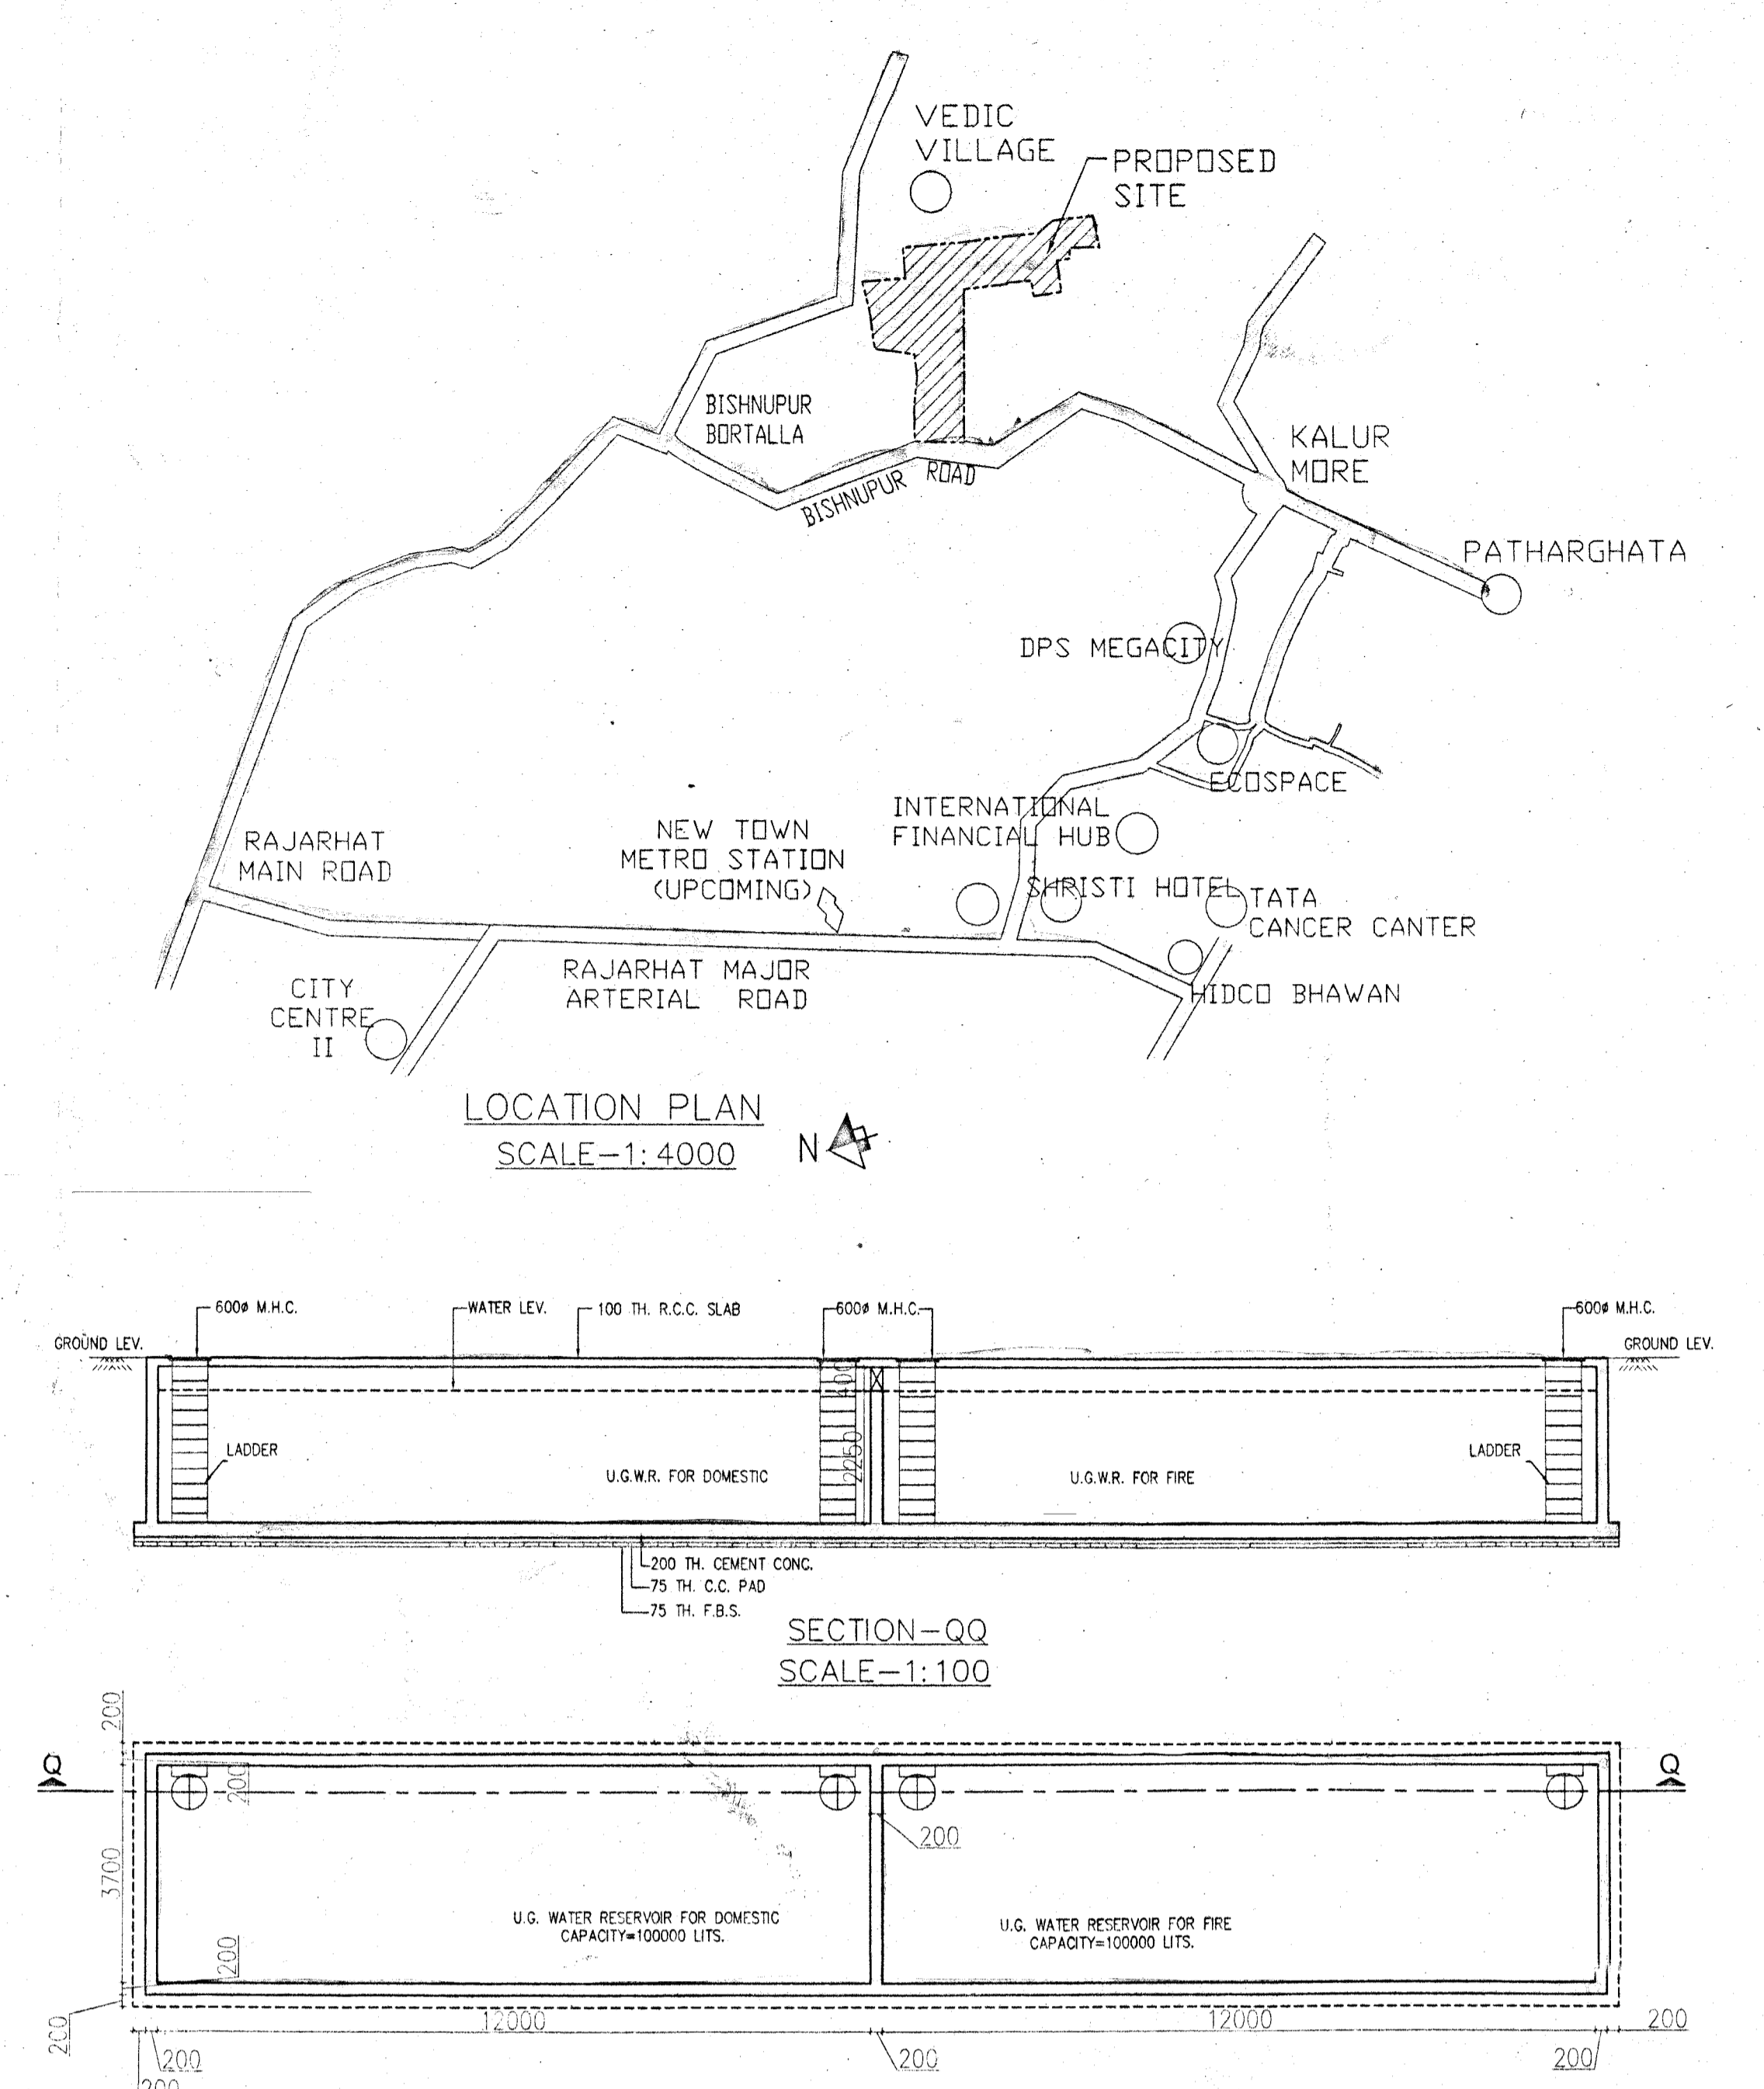 VEDIC
VILLAGE
PROPOSED
SITE
BISHNUPUR
BORTALLA
BISHNUPUR ROAD
KALUR
MORE
PATHARGHATA
DPS MEGACITY
ECOSPACE
INTERNATIONAL
FINANCIAL HUB
NEW TOWN
METRO STATION
(UPCOMING)
RAJARHAT
MAIN ROAD
SHRISTI HOTEL
TATA
CANCER CANTER
RAJARHAT MAJOR
ARTERIAL ROAD
CITY
CENTRE
II
HIDCO BHAWAN
LOCATION PLAN
SCALE-1:4000
N
600ø M.H.C.
WATER LEV.
100 TH. R.C.C. SLAB
600ø M.H.C.
600ø M.H.C.
GROUND LEV.
GROUND LEV.
400
2250
LADDER
U.G.W.R. FOR DOMESTIC
U.G.W.R. FOR FIRE
LADDER
200 TH. CEMENT CONC.
75 TH. C.C. PAD
75 TH. F.B.S.
SECTION-QQ
SCALE-1:100
200
Q
Q
200
200
3700
U.G. WATER RESERVOIR FOR DOMESTIC
CAPACITY=100000 LITS.
U.G. WATER RESERVOIR FOR FIRE
CAPACITY=100000 LITS.
200
200
12000
12000
200
200
200
200
200